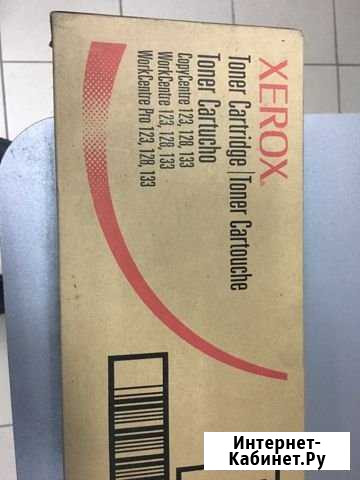 XEROX
Toner Cartridge | Toner Cartouche
Toner Cartucho
CopyCentre 123, 128, 133
WorkCentre 123, 128, 133
WorkCentre Pro 123, 128, 133
Интернет-
Кабинет.Ру